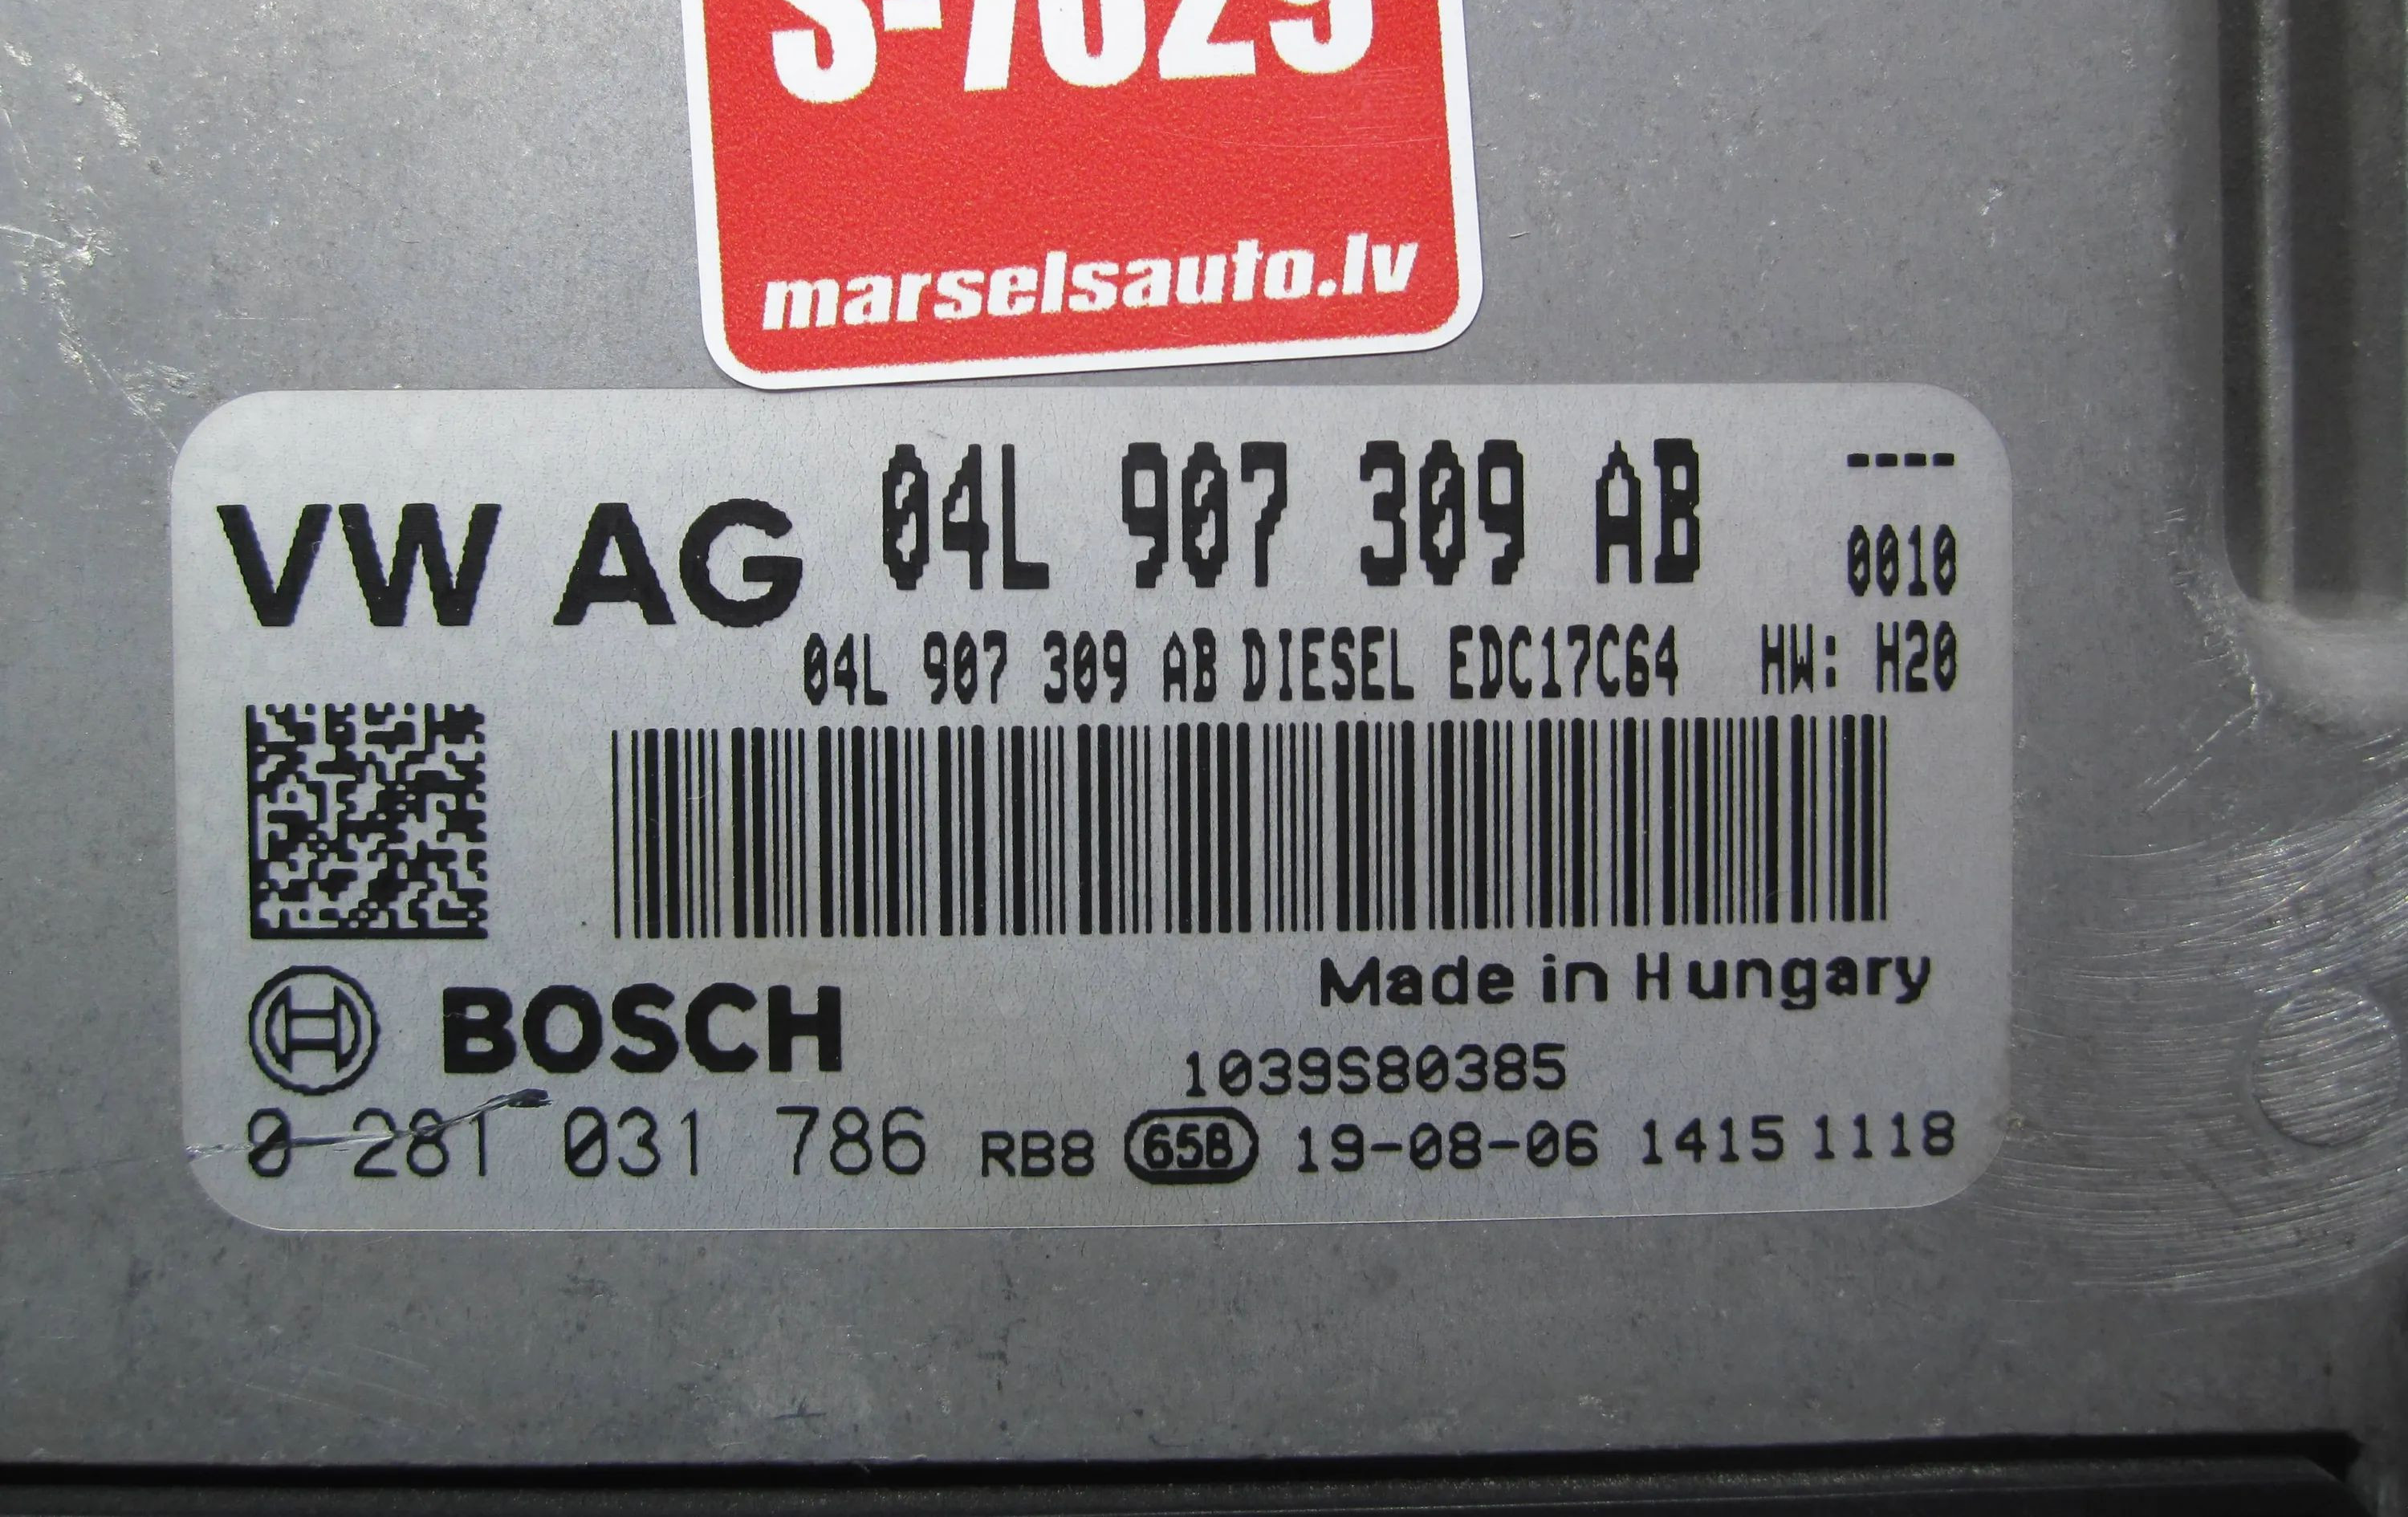 marselsauto.lv
VW AG 04L 907 309 AB ----
0010
04L 907 309 AB DIESEL EDC17C64 HW: H20
BOSCH
Made in Hungary
1039S80385
0 281 031 786 RB8 65B 19-08-06 1415 1118